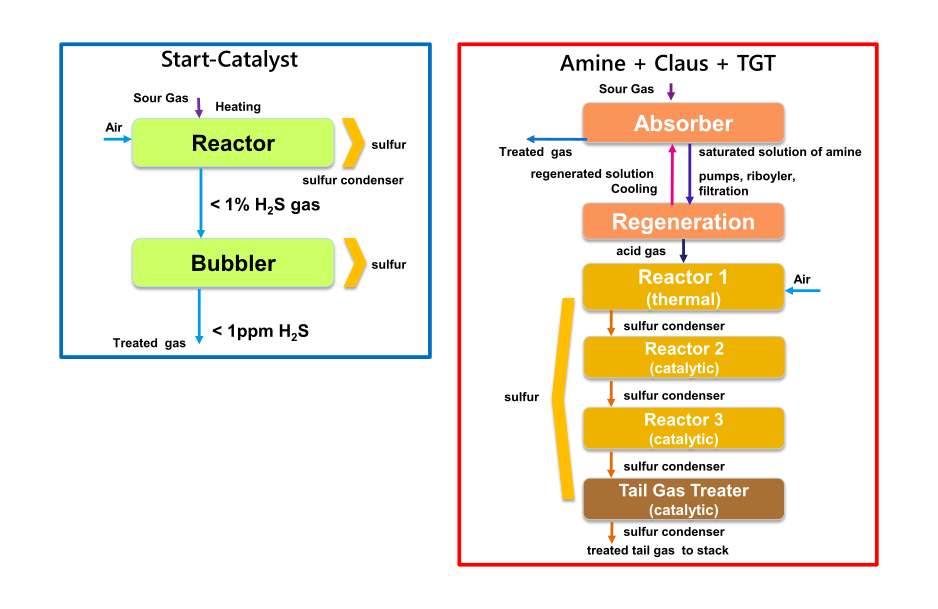 Start-Catalyst
Sour Gas
Heating
Air
Reactor
sulfur
sulfur condenser
< 1% H₂S gas
Bubbler
sulfur
< 1ppm H₂S
Treated gas
Amine + Claus + TGT
Sour Gas
Absorber
Treated gas
saturated solution of amine
regenerated solution
Cooling
pumps, riboyler,
filtration
Regeneration
acid gas
Reactor 1
(thermal)
Air
sulfur condenser
Reactor 2
(catalytic)
sulfur
sulfur condenser
Reactor 3
(catalytic)
sulfur condenser
Tail Gas Treater
(catalytic)
sulfur condenser
treated tail gas to stack